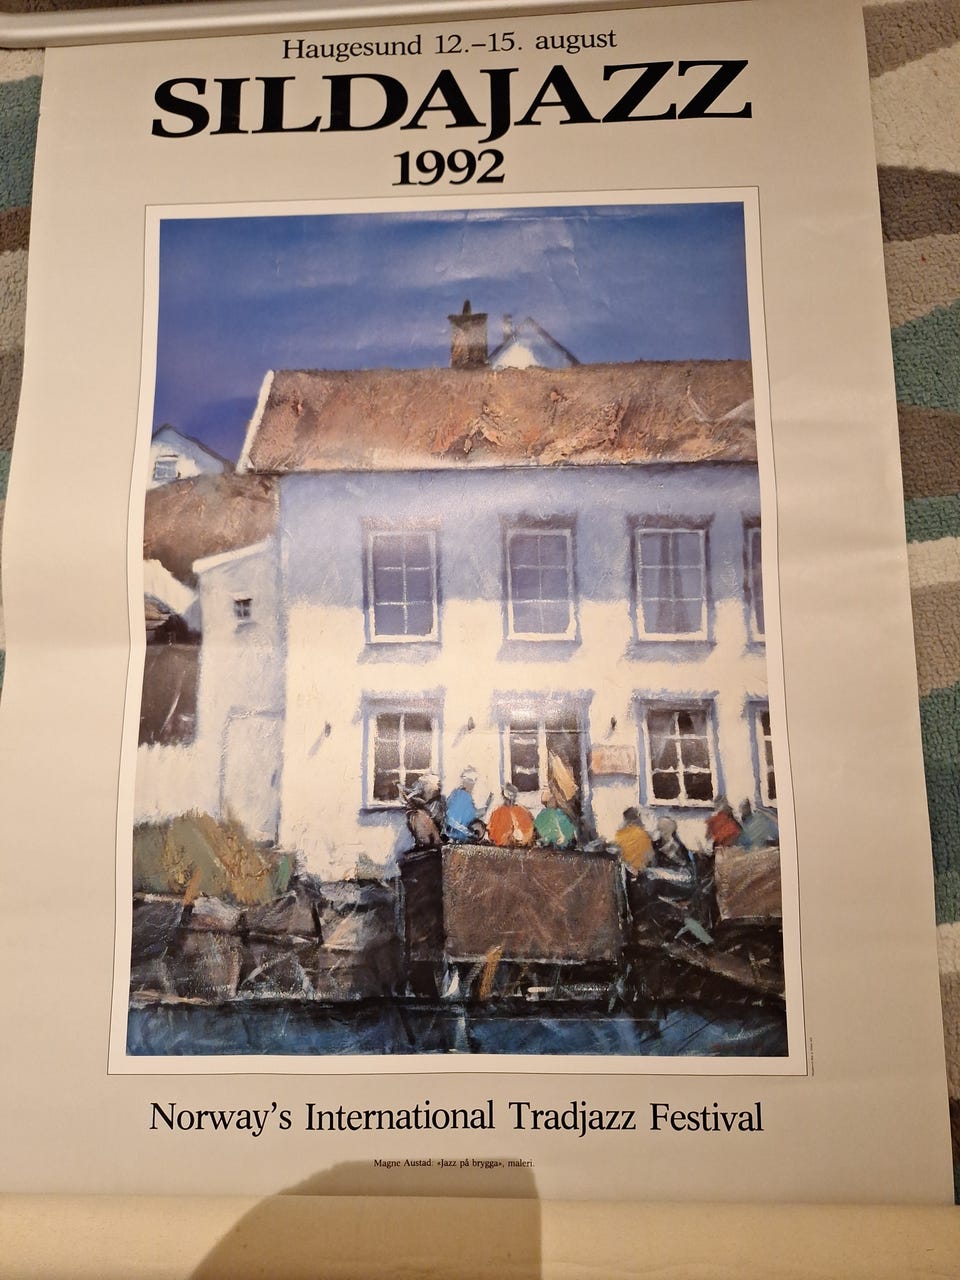 Haugesund 12.–15. august
SILDAJAZZ
1992
Norway's International Tradjazz Festival
Magne Austad: «Jazz på brygga», maleri.